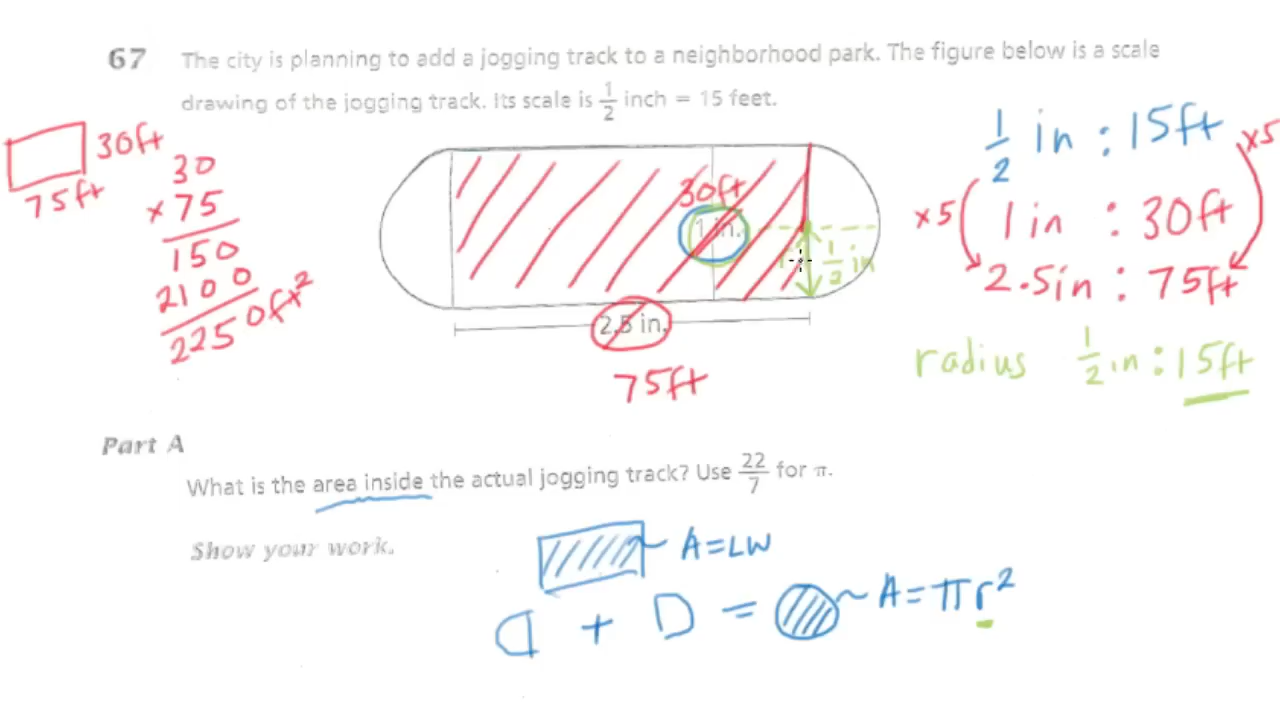 67 The city is planning to add a jogging track to a neighborhood park. The figure below is a scale
drawing of the jogging track. Its scale is 1/2 inch = 15 feet.
30ft
75ft
30
× 75
150
2100
2250ft²
30ft
1 in.
1/2 in
2.5 in.
75ft
1/2 in : 15ft
×5
×5
1in : 30ft
2.5in : 75ft
radius 1/2 in : 15ft
Part A
What is the area inside the actual jogging track? Use 22/7 for π.
Show your work.
A=LW
+ = A=πr²